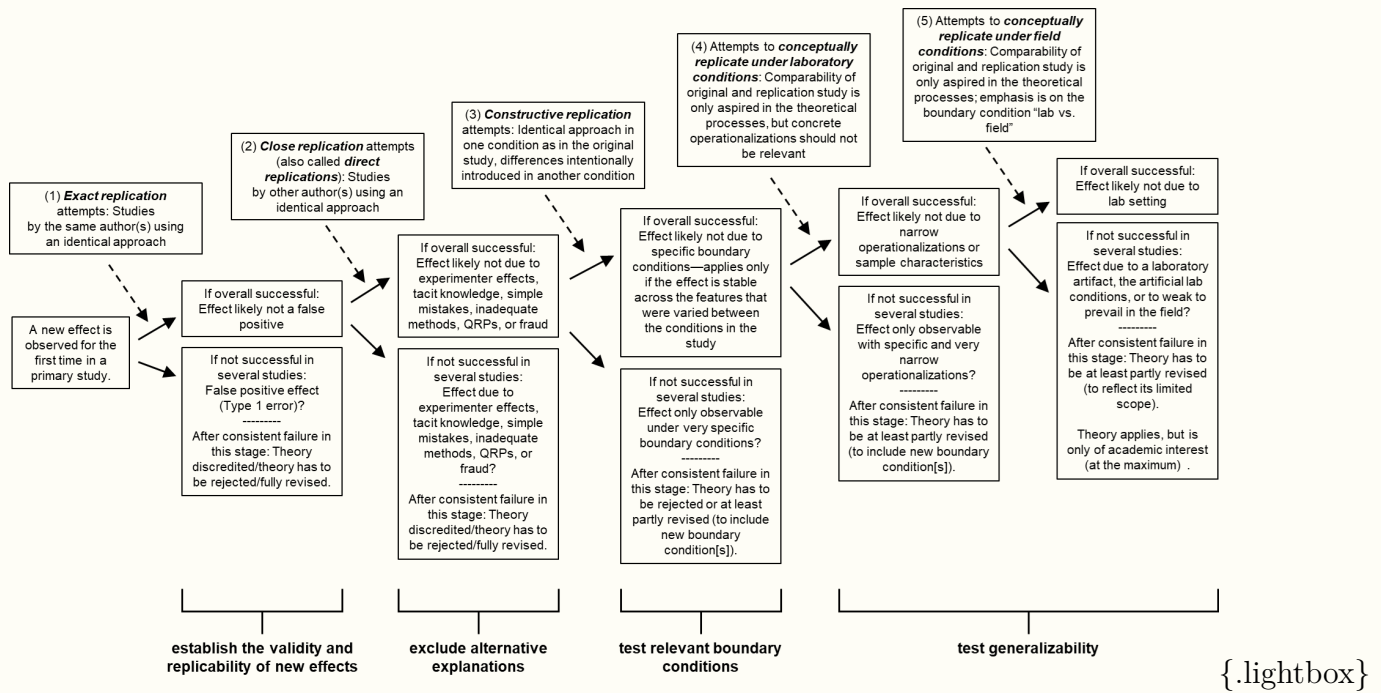 (1) Exact replication
attempts: Studies
by the same author(s) using
an identical approach
A new effect is
observed for the
first time in a
primary study.
If overall successful:
Effect likely not a false
positive
If not successful in
several studies:
False positive effect
(Type 1 error)?
---------
After consistent failure in
this stage: Theory
discredited/theory has to
be rejected/fully revised.
(2) Close replication attempts
(also called direct
replications): Studies
by other author(s) using an
identical approach
If overall successful:
Effect likely not due to
experimenter effects,
tacit knowledge, simple
mistakes, inadequate
methods, QRPs, or fraud
If not successful in
several studies:
Effect due to
experimenter effects,
tacit knowledge, simple
mistakes, inadequate
methods, QRPs, or
fraud?
---------
After consistent failure in
this stage: Theory
discredited/theory has to
be rejected/fully revised.
(3) Constructive replication
attempts: Identical approach in
one condition as in the original
study, differences intentionally
introduced in another condition
If overall successful:
Effect likely not due to
specific boundary
conditions—applies only
if the effect is stable
across the features that
were varied between
the conditions in the
study
If not successful in
several studies:
Effect only observable
under very specific
boundary conditions?
---------
After consistent failure in
this stage: Theory has to
be rejected or at least
partly revised (to include
new boundary
condition[s]).
(4) Attempts to conceptually
replicate under laboratory
conditions: Comparability of
original and replication study is
only aspired in the theoretical
processes, but concrete
operationalizations should not
be relevant
If overall successful:
Effect likely not due to
narrow
operationalizations or
sample characteristics
If not successful in
several studies:
Effect only observable
with specific and very
narrow
operationalizations?
---------
After consistent failure in
this stage: Theory has to
be at least partly revised
(to include new boundary
condition[s]).
(5) Attempts to conceptually
replicate under field
conditions: Comparability of
original and replication study is
only aspired in the theoretical
processes; emphasis is on the
boundary condition “lab vs.
field”
If overall successful:
Effect likely not due to
lab setting
If not successful in
several studies:
Effect due to a laboratory
artifact, the artificial lab
conditions, or to weak to
prevail in the field?
---------
After consistent failure in
this stage: Theory has to
be at least partly revised
(to reflect its limited
scope).
Theory applies, but is
only of academic interest
(at the maximum) .
establish the validity and
replicability of new effects
exclude alternative
explanations
test relevant boundary
conditions
test generalizability
{.lightbox}